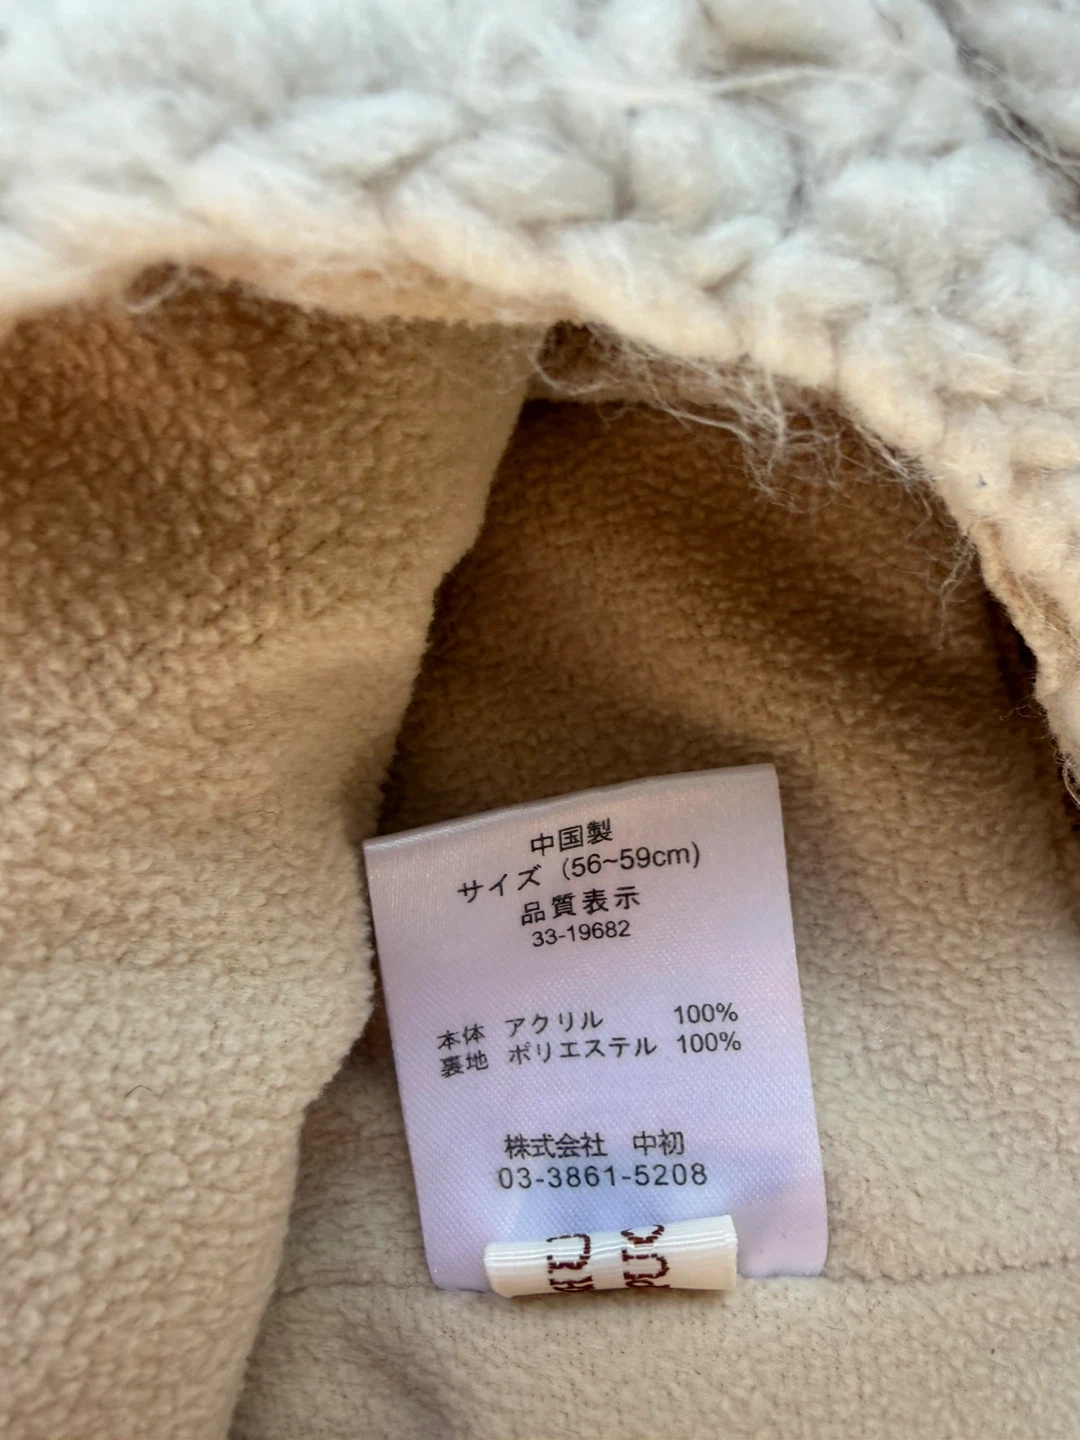 中国製
サイズ（56~59cm)
品質表示
33-19682
本体 アクリル 100%
裏地 ポリエステル 100%
株式会社 中初
03-3861-5208